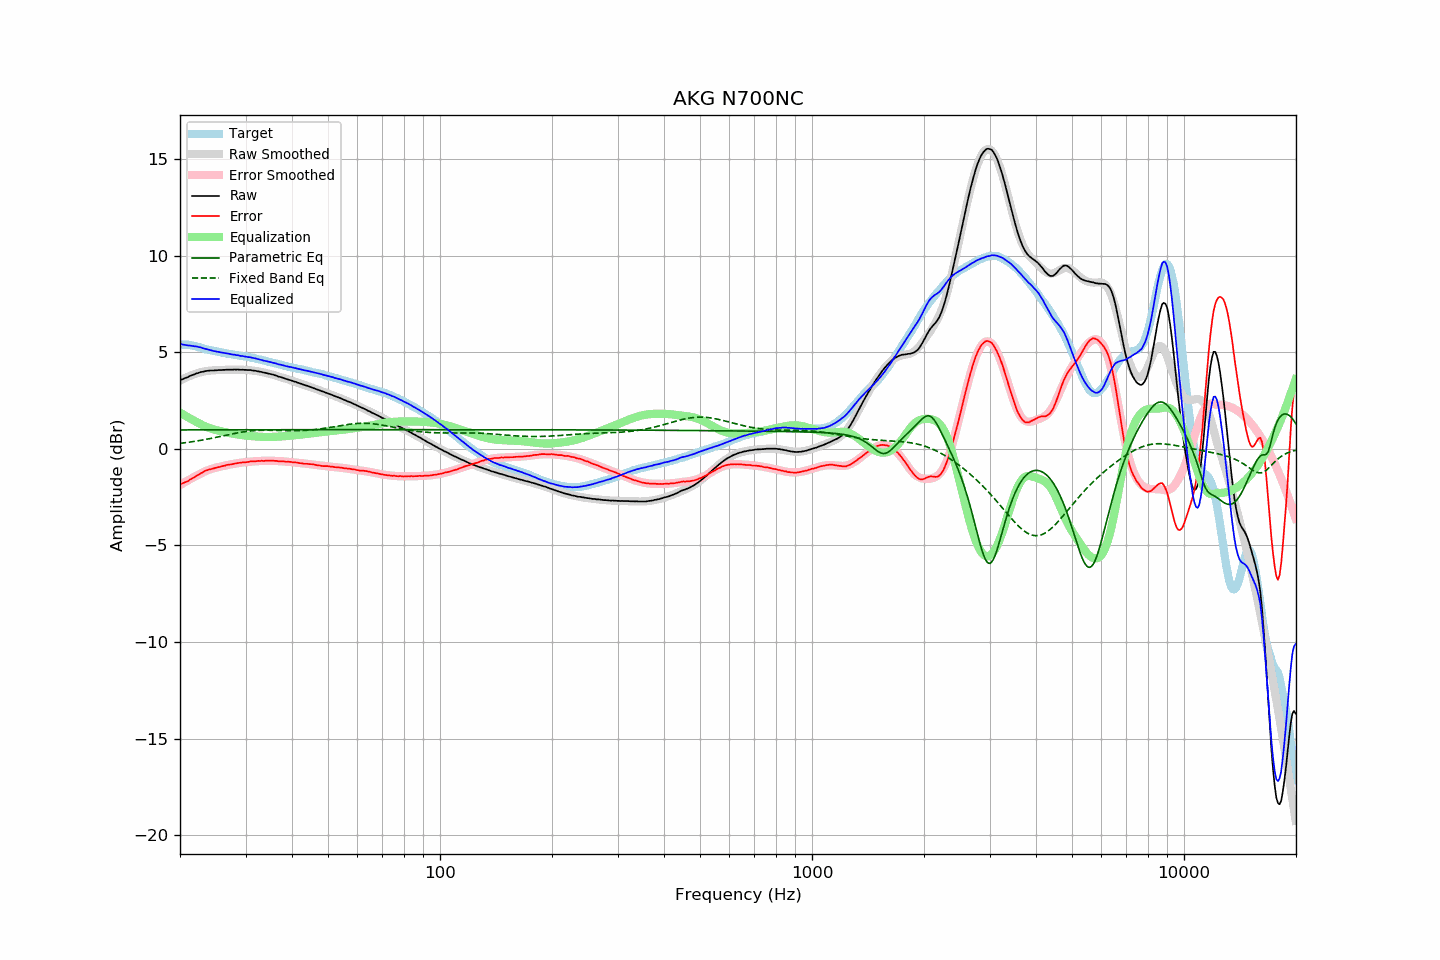 AKG N700NC
Target
Raw Smoothed
Error Smoothed
Raw
Error
Equalization
Parametric Eq
Fixed Band Eq
Equalized
15
10
5
0
−5
−10
−15
−20
Amplitude (dBr)
100
1000
10000
Frequency (Hz)